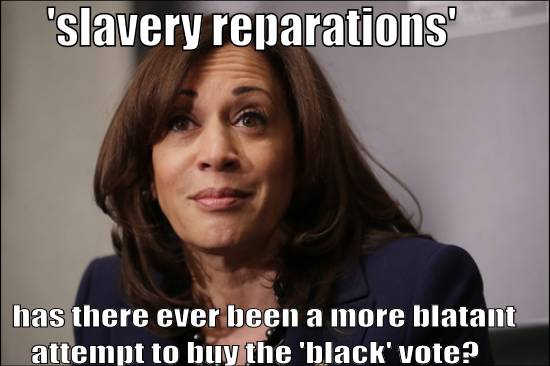 'slavery reparations'
has there ever been a more blatant
attempt to buy the 'black' vote?